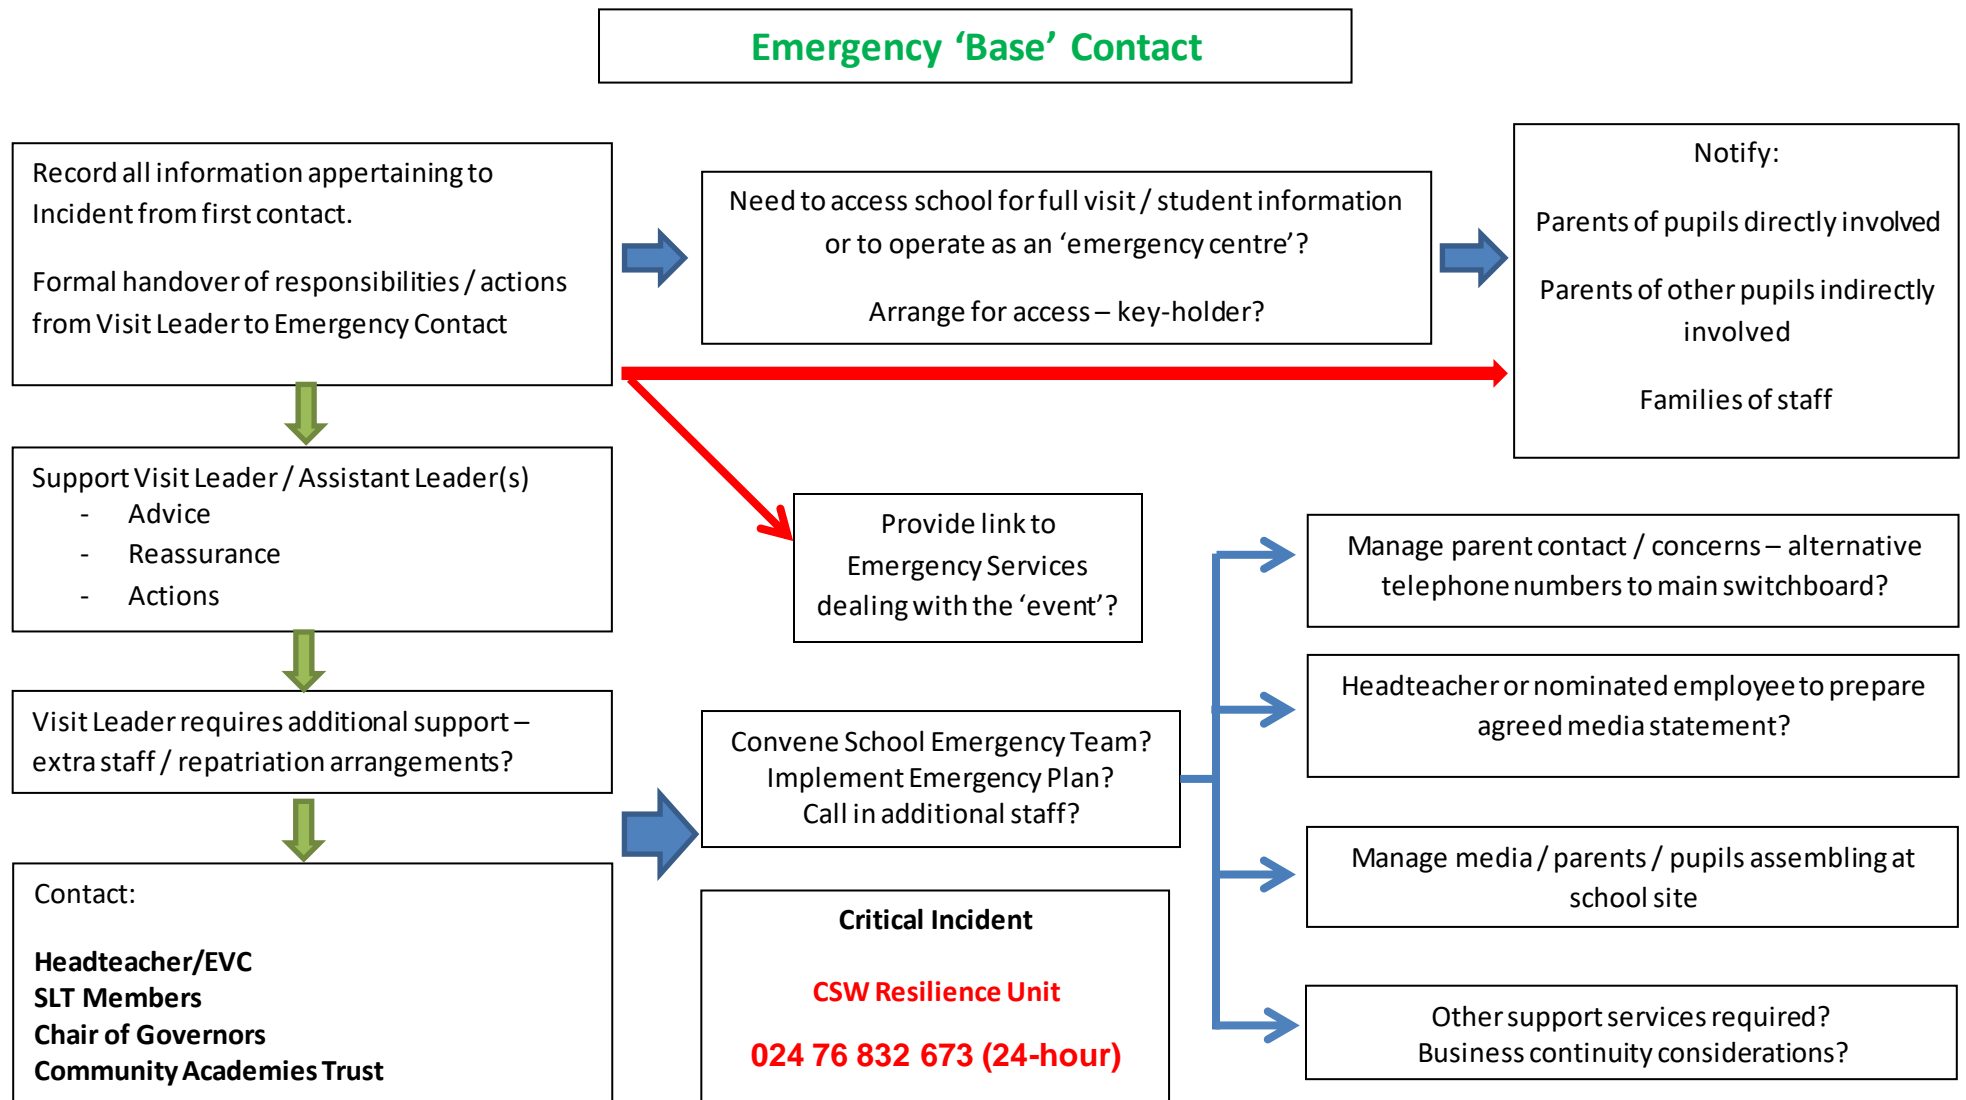 Emergency ‘Base’ Contact
Record all information appertaining to
Incident from first contact.
Formal handover of responsibilities / actions
from Visit Leader to Emergency Contact
Need to access school for full visit / student information
or to operate as an ‘emergency centre’?
Arrange for access – key-holder?
Notify:
Parents of pupils directly involved
Parents of other pupils indirectly
involved
Families of staff
Support Visit Leader / Assistant Leader(s)
- Advice
- Reassurance
- Actions
Provide link to
Emergency Services
dealing with the ‘event’?
Visit Leader requires additional support –
extra staff / repatriation arrangements?
Convene School Emergency Team?
Implement Emergency Plan?
Call in additional staff?
Manage parent contact / concerns – alternative
telephone numbers to main switchboard?
Headteacher or nominated employee to prepare
agreed media statement?
Manage media / parents / pupils assembling at
school site
Other support services required?
Business continuity considerations?
Contact:
Headteacher/EVC
SLT Members
Chair of Governors
Community Academies Trust
Critical Incident
CSW Resilience Unit
024 76 832 673 (24-hour)